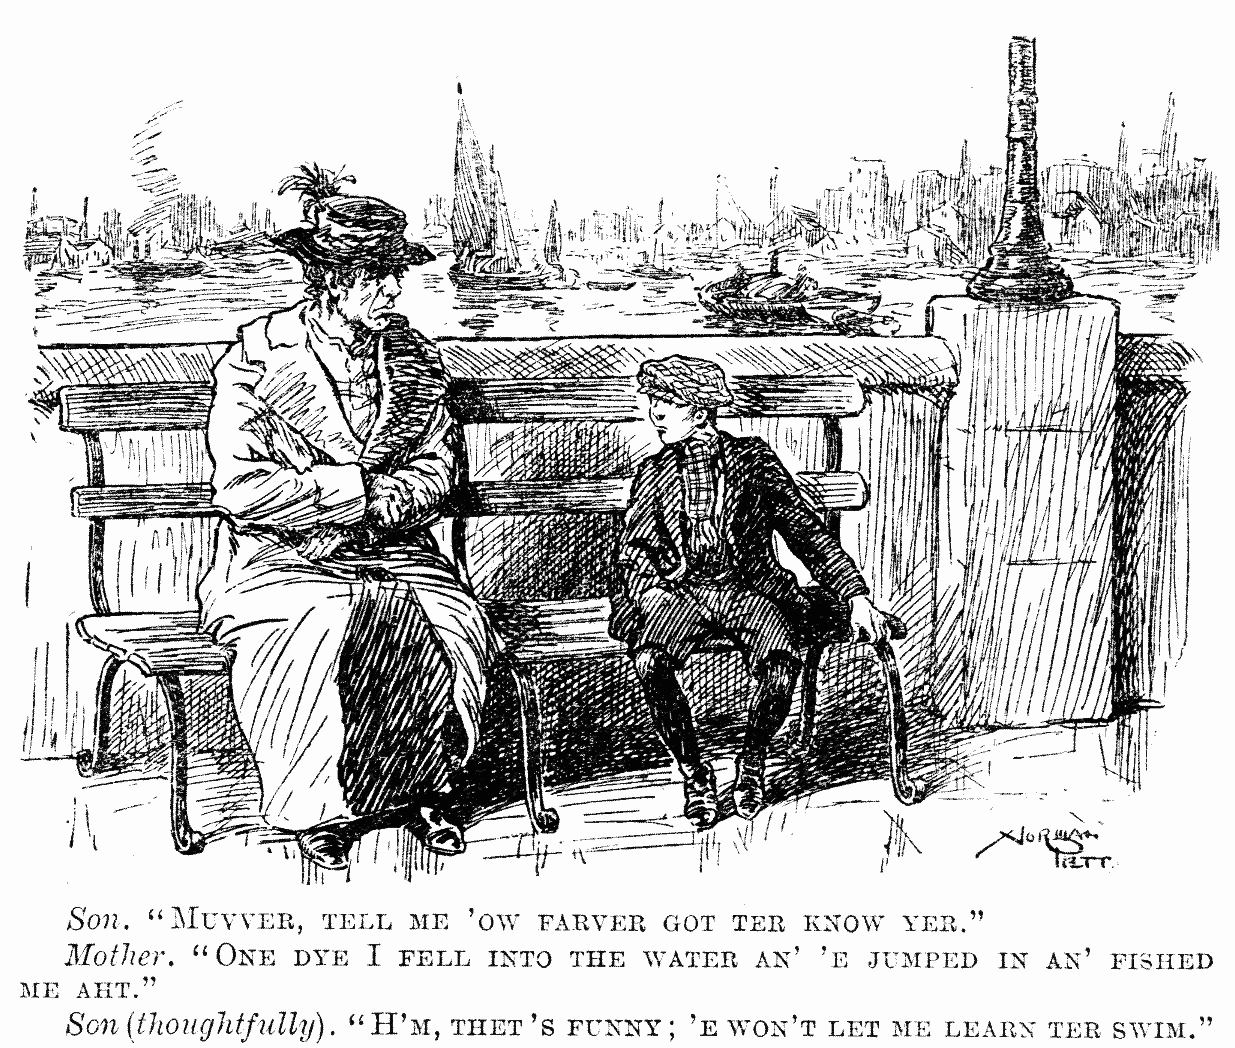 NORMAN
PETT.
Son. “MUVVER, TELL ME ’OW FARVER GOT TER KNOW YER.”
Mother. “ONE DYE I FELL INTO THE WATER AN’ ’E JUMPED IN AN’ FISHED
ME AHT.”
Son (thoughtfully). “H’M, THET’S FUNNY; ’E WON’T LET ME LEARN TER SWIM.”